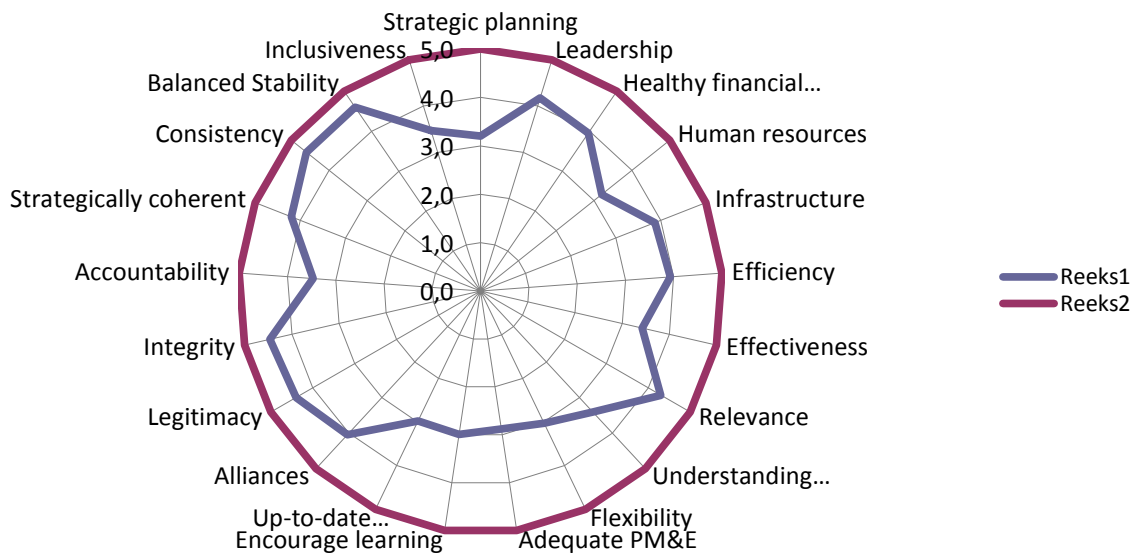 Strategic planning
Leadership
Healthy financial...
Human resources
Infrastructure
Efficiency
Effectiveness
Relevance
Understanding...
Flexibility
Adequate PM&E
Encourage learning
Up-to-date...
Alliances
Legitimacy
Integrity
Accountability
Strategically coherent
Consistency
Balanced Stability
Inclusiveness
5,0
4,0
3,0
2,0
1,0
0,0
Reeks1
Reeks2